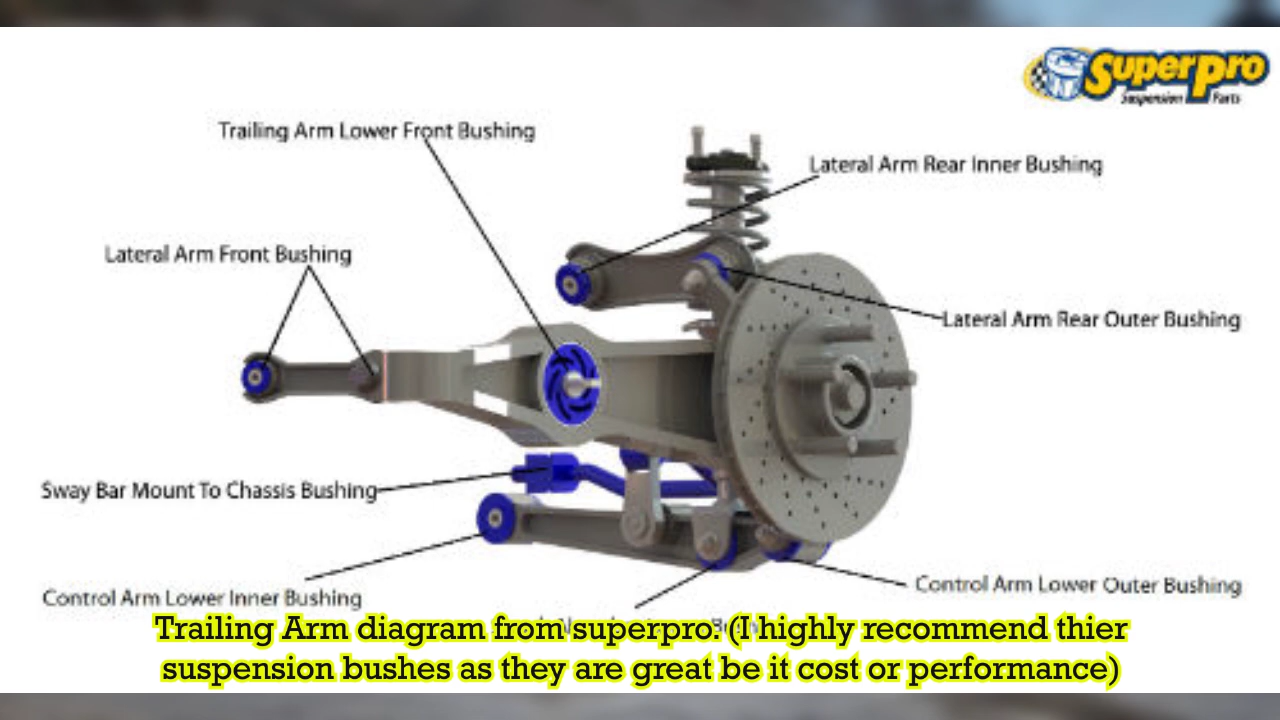 SuperPro
Suspension Parts
Trailing Arm Lower Front Bushing
Lateral Arm Rear Inner Bushing
Lateral Arm Front Bushing
Lateral Arm Rear Outer Bushing
Sway Bar Mount To Chassis Bushing
Control Arm Lower Outer Bushing
Control Arm Lower Inner Bushing
Trailing Arm diagram from superpro. (I highly recommend thier
suspension bushes as they are great be it cost or performance)